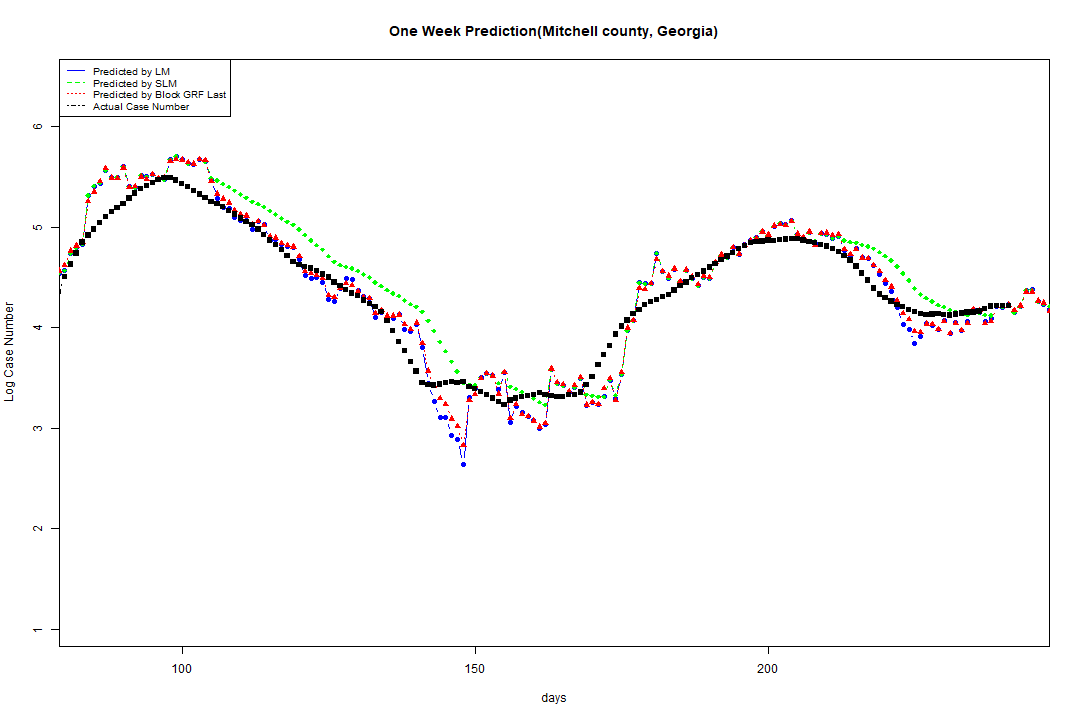 One Week Prediction(Mitchell county, Georgia)
Predicted by LM
Predicted by SLM
Predicted by Block GRF Last
Actual Case Number
6
5
4
3
2
1
Log Case Number
100 150 200
days